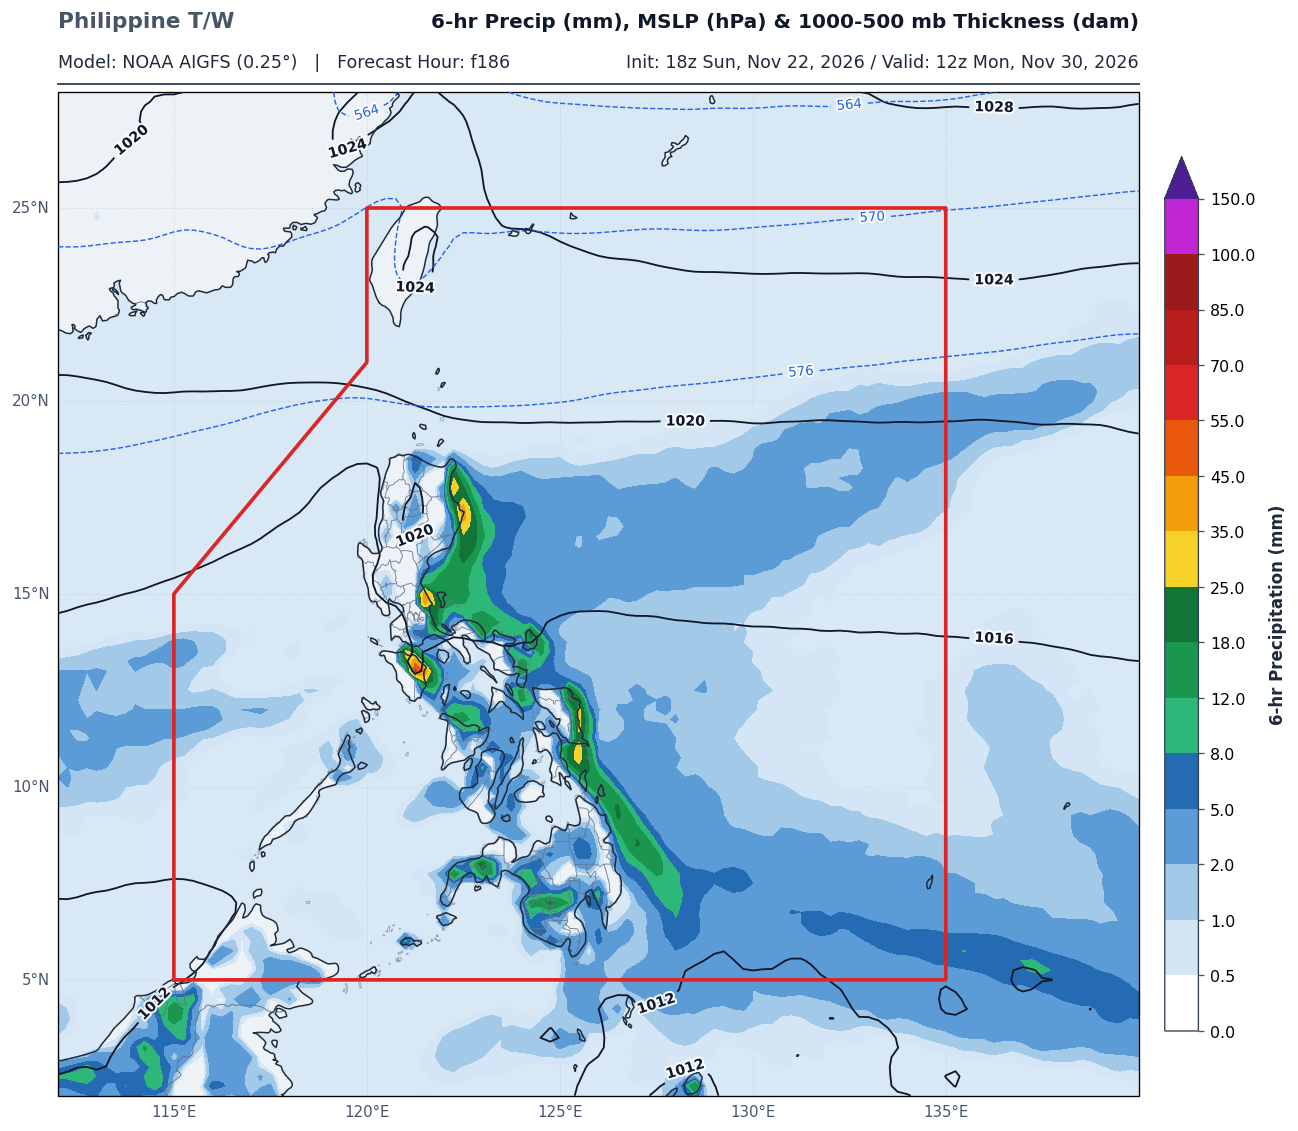 Philippine T/W
6-hr Precip (mm), MSLP (hPa) & 1000-500 mb Thickness (dam)
Model: NOAA AIGFS (0.25°) | Forecast Hour: f186
Init: 18z Sun, Nov 22, 2026 / Valid: 12z Mon, Nov 30, 2026
564
564
1028
1020
1024
25°N
570
1024
1024
576
20°N
1020
1020
15°N
1016
10°N
5°N
1012
1012
1012
115°E
120°E
125°E
130°E
135°E
150.0
100.0
85.0
70.0
55.0
45.0
35.0
25.0
18.0
12.0
8.0
5.0
2.0
1.0
0.5
0.0
6-hr Precipitation (mm)